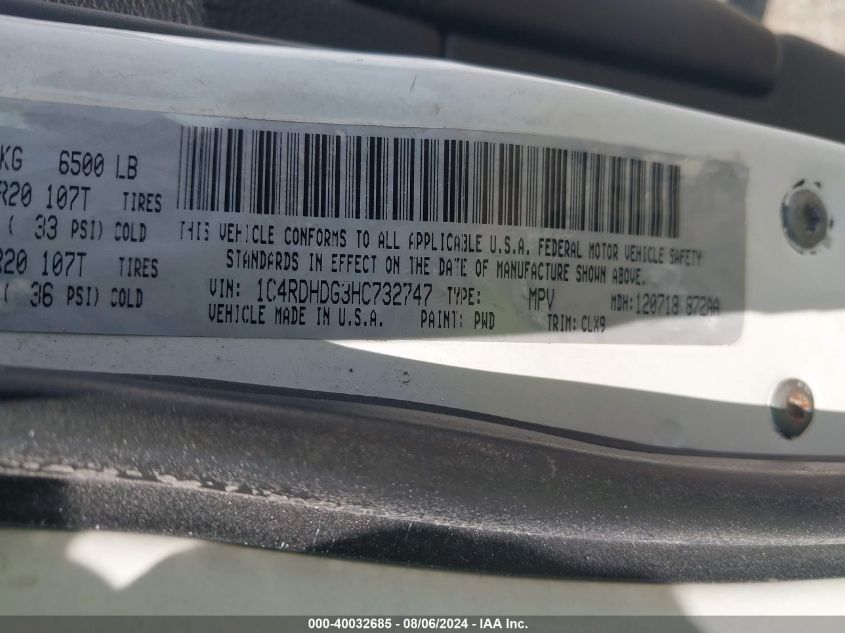 KG 6500 LB
R20 107T TIRES
( 33 PSI) COLD
R20 107T TIRES
( 36 PSI) COLD
THIS VEHICLE CONFORMS TO ALL APPLICABLE U.S.A. FEDERAL MOTOR VEHICLE SAFETY
STANDARDS IN EFFECT ON THE DATE OF MANUFACTURE SHOWN ABOVE.
VIN: 1C4RDHDG3HC732747 TYPE: MPV MDH: 120718 872AA
VEHICLE MADE IN U.S.A. PAINT: PWD TRIM: CLX9
000-40032685 - 08/06/2024 - IAA Inc.